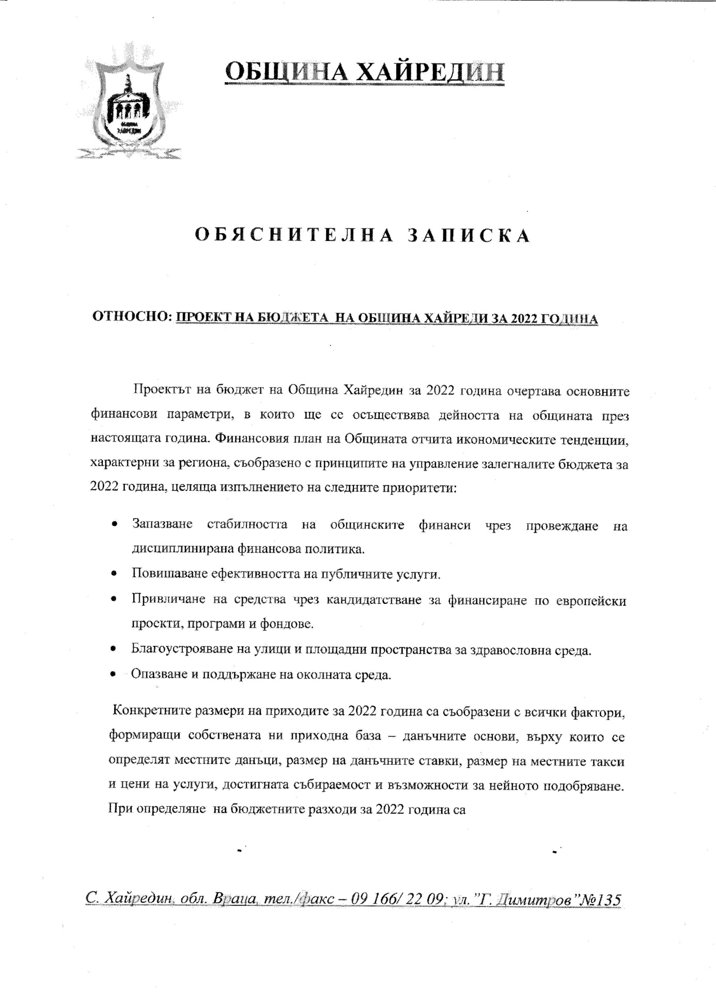 ОБЩИНА ХАЙРЕДИН
ОБЩИНА
ХАЙРЕДИН
ОБЯСНИТЕЛНА ЗАПИСКА
ОТНОСНО: ПРОЕКТ НА БЮДЖЕТА НА ОБЩИНА ХАЙРЕДИ ЗА 2022 ГОДИНА
Проектът на бюджет на Община Хайредин за 2022 година очертава основните
финансови параметри, в които ще се осъществява дейността на общината през
настоящата година. Финансовия план на Общината отчита икономическите тенденции,
характерни за региона, съобразено с принципите на управление залегналите бюджета за
2022 година, целяща изпълнението на следните приоритети:
• Запазване стабилността на общинските финанси чрез провеждане на
дисциплинирана финансова политика.
• Повишаване ефективността на публичните услуги.
• Привличане на средства чрез кандидатстване за финансиране по европейски
проекти, програми и фондове.
• Благоустрояване на улици и площадни пространства за здравословна среда.
• Опазване и поддържане на околната среда.
Конкретните размери на приходите за 2022 година са съобразени с всички фактори,
формиращи собствената ни приходна база – данъчните основи, върху които се
определят местните данъци, размер на данъчните ставки, размер на местните такси
и цени на услуги, достигната събираемост и възможности за нейното подобряване.
При определяне на бюджетните разходи за 2022 година са
С. Хайредин, обл. Враца, тел./факс – 09 166/ 22 09; ул. ”Г. Димитров”№135